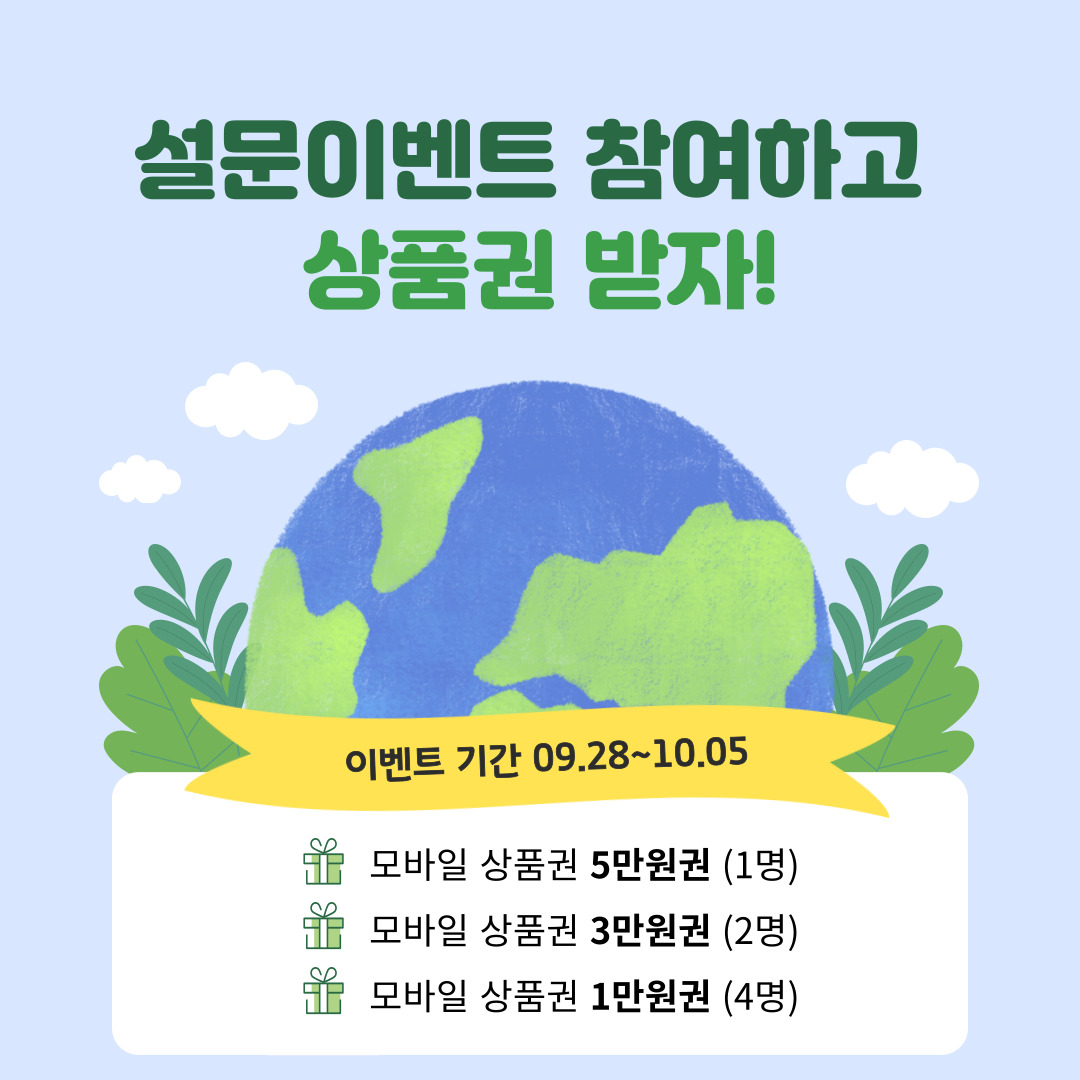 설문이벤트 참여하고
상품권 받자!
이벤트 기간 09.28~10.05
모바일 상품권 5만원권 (1명)
모바일 상품권 3만원권 (2명)
모바일 상품권 1만원권 (4명)